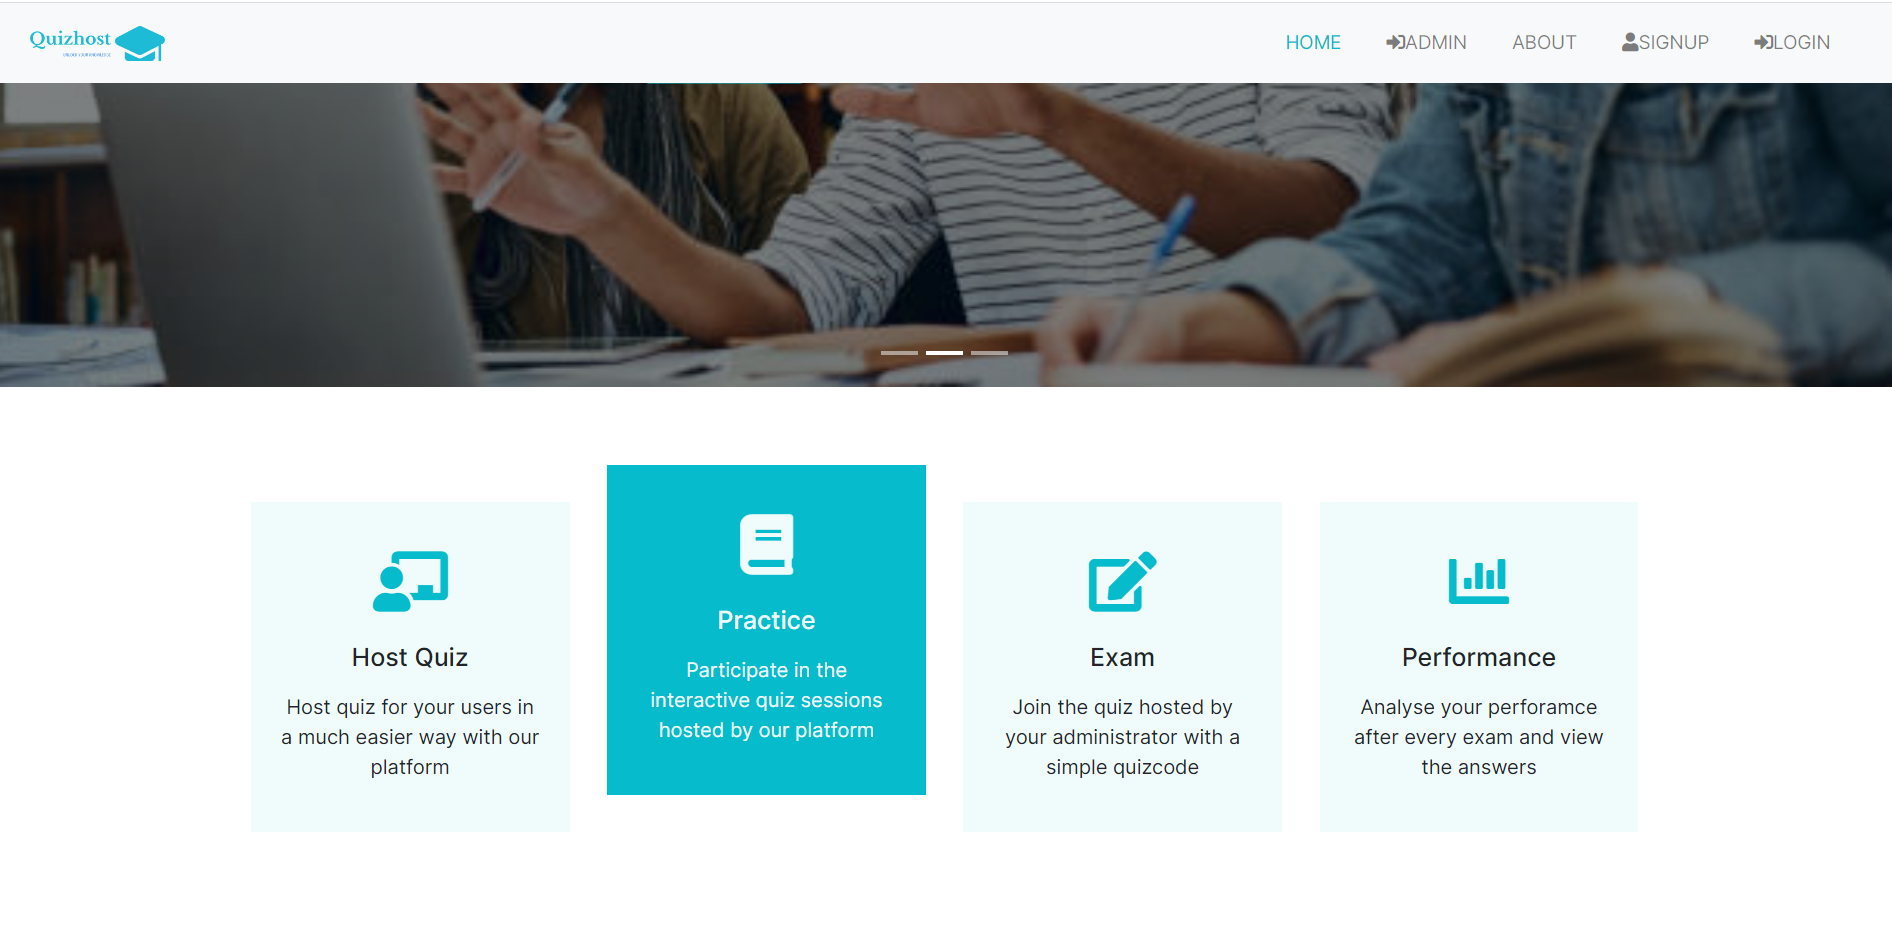 Quizhost
HOME ADMIN ABOUT SIGNUP LOGIN
Host Quiz
Host quiz for your users in
a much easier way with our
platform
Practice
Participate in the
interactive quiz sessions
hosted by our platform
Exam
Join the quiz hosted by
your administrator with a
simple quizcode
Performance
Analyse your perforamce
after every exam and view
the answers